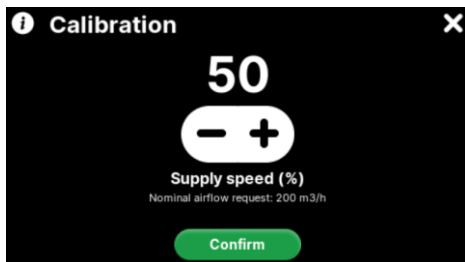 i Calibration
50
Supply speed (%)
Nominal airflow request: 200 m3/h
Confirm